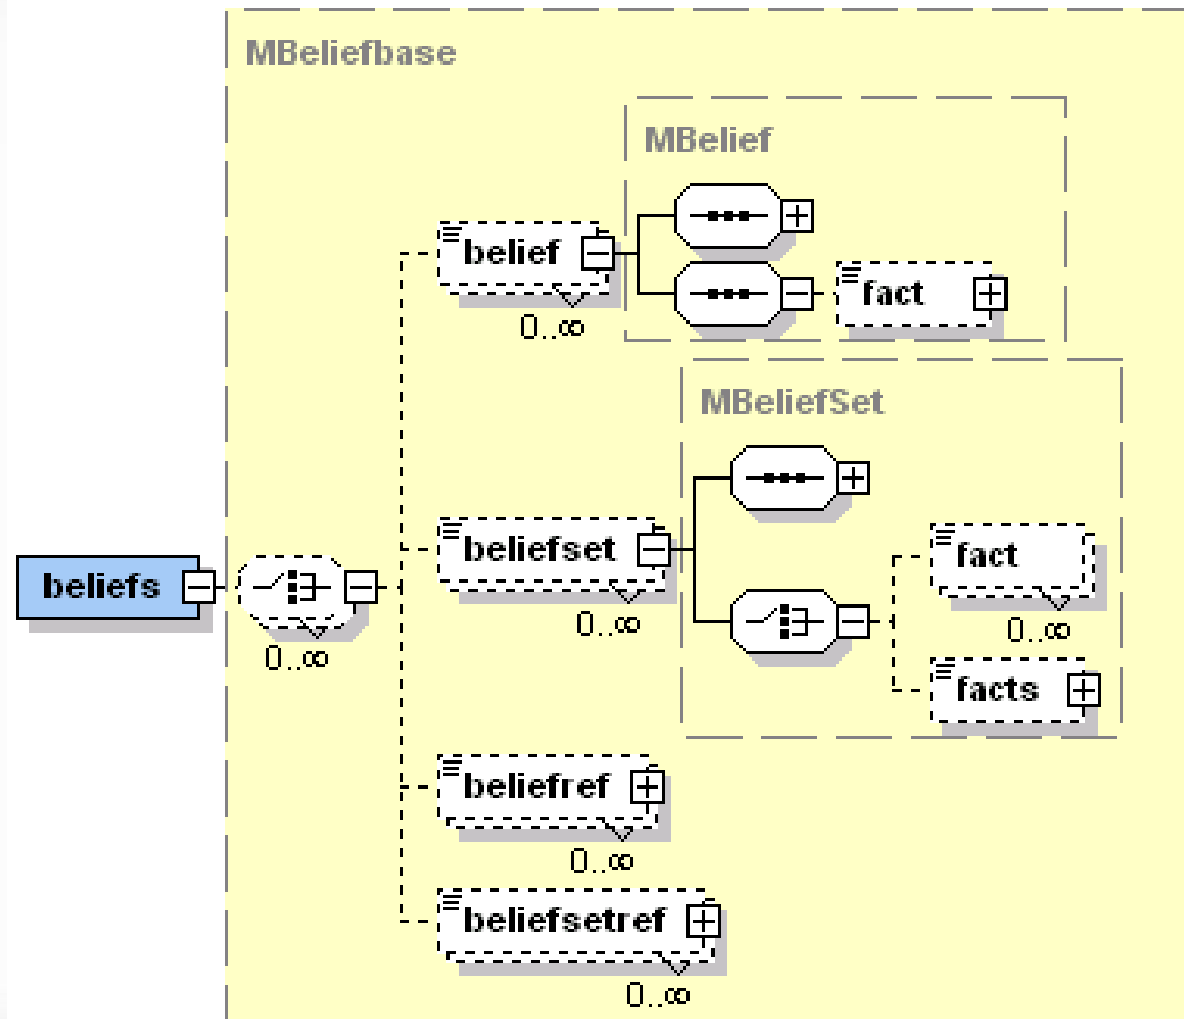 MBeliefbase
MBelief
belief
0..∞
fact
MBeliefSet
beliefset
0..∞
fact
0..∞
facts
beliefs
0..∞
beliefref
0..∞
beliefsetref
0..∞